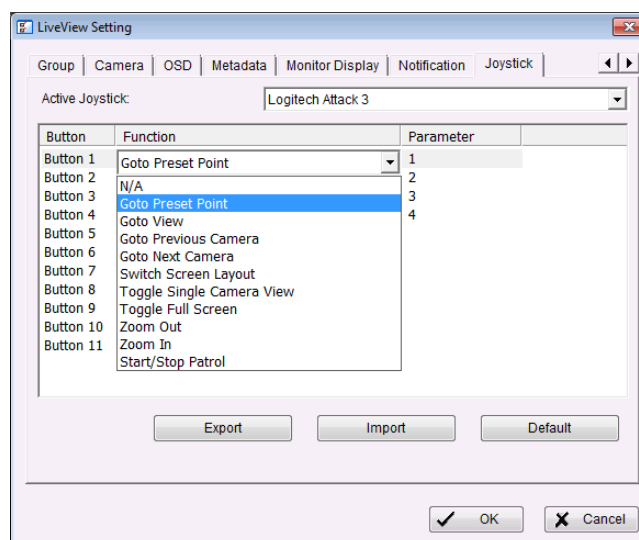 LiveView Setting
Group Camera OSD Metadata Monitor Display Notification Joystick
Active Joystick: Logitech Attack 3
Button Function Parameter
Button 1 Goto Preset Point 1
Button 2 N/A 2
Button 3 Goto Preset Point 3
Button 4 Goto View 4
Button 5 Goto Previous Camera
Button 6 Goto Next Camera
Button 7 Switch Screen Layout
Button 8 Toggle Single Camera View
Button 9 Toggle Full Screen
Button 10 Zoom Out
Button 11 Zoom In
Start/Stop Patrol
Export Import Default
OK Cancel